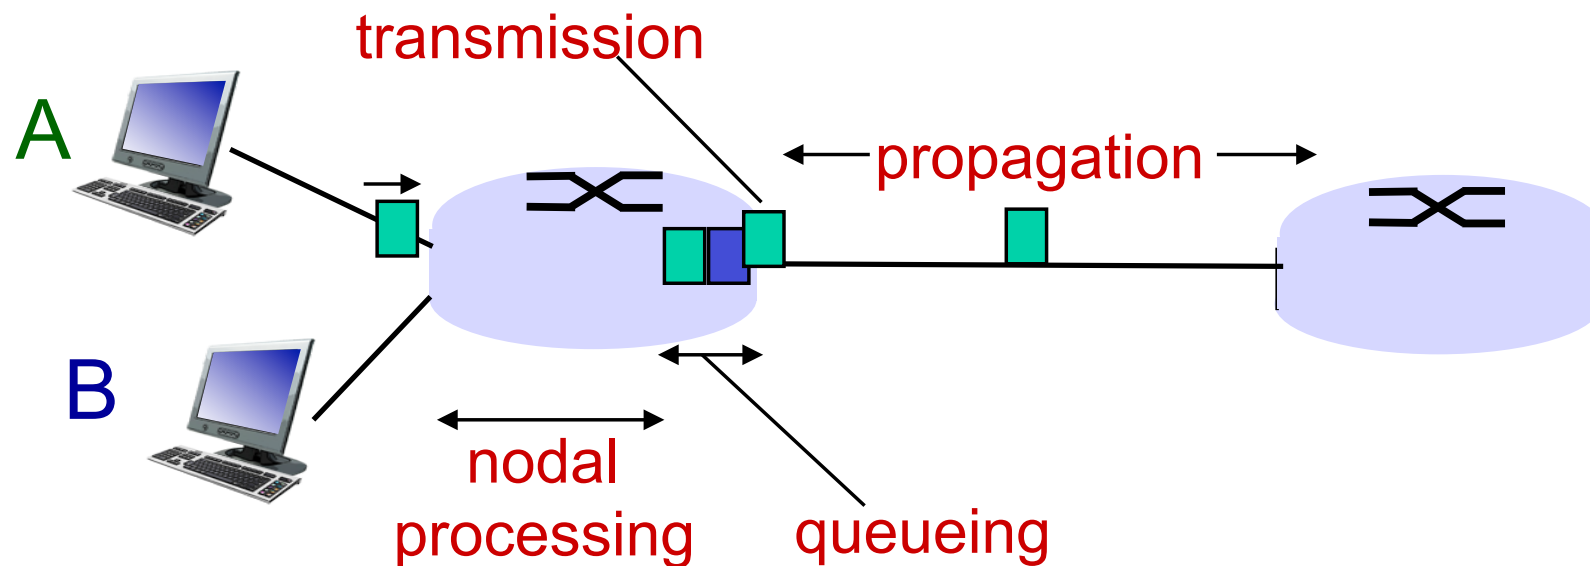 transmission
A
propagation
B
nodal
processing
queueing